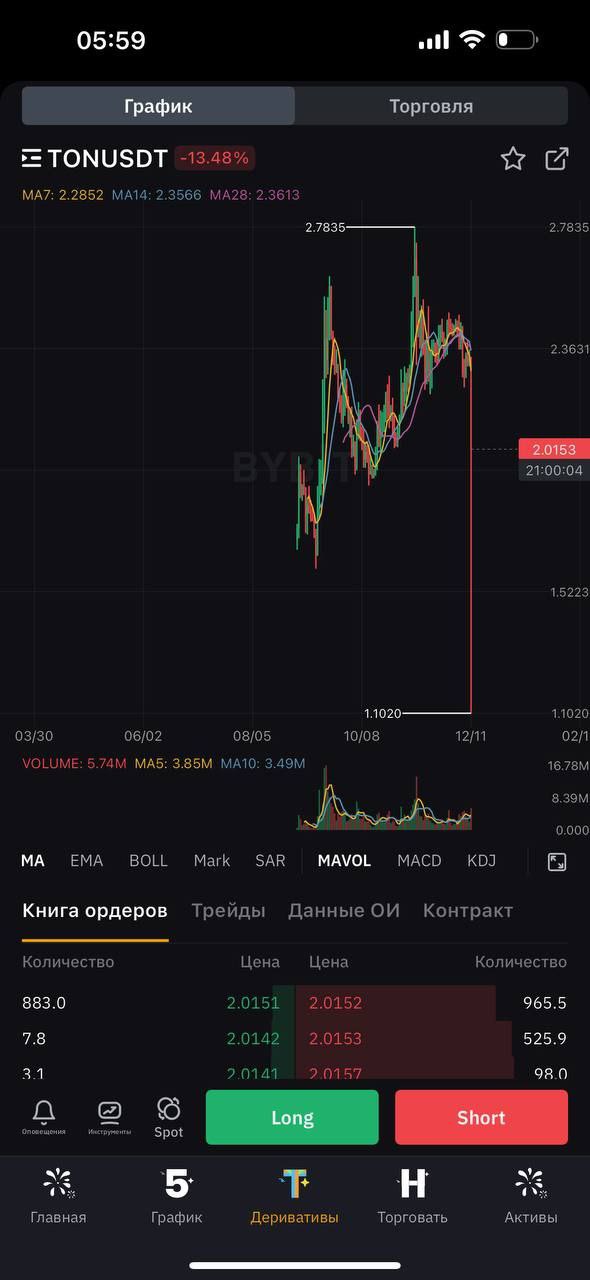 05:59
График Торговля
TONUSDT -13.48%
MA7: 2.2852 MA14: 2.3566 MA28: 2.3613
2.7835 2.7835
2.3631
2.0153
BYBIT 21:00:04
1.5223
1.1020 1.1020
03/30 06/02 08/05 10/08 12/11 02/1
VOLUME: 5.74M MA5: 3.85M MA10: 3.49M 16.78M
8.39M
0.000
MA EMA BOLL Mark SAR MAVOL MACD KDJ
Книга ордеров Трейды Данные ОИ Контракт
Количество Цена Цена Количество
883.0 2.0151 2.0152 965.5
7.8 2.0142 2.0153 525.9
3.1 2.0141 2.0157 98.0
Оповещения Инструменты Spot Long Short
Главная График Деривативы Торговать Активы